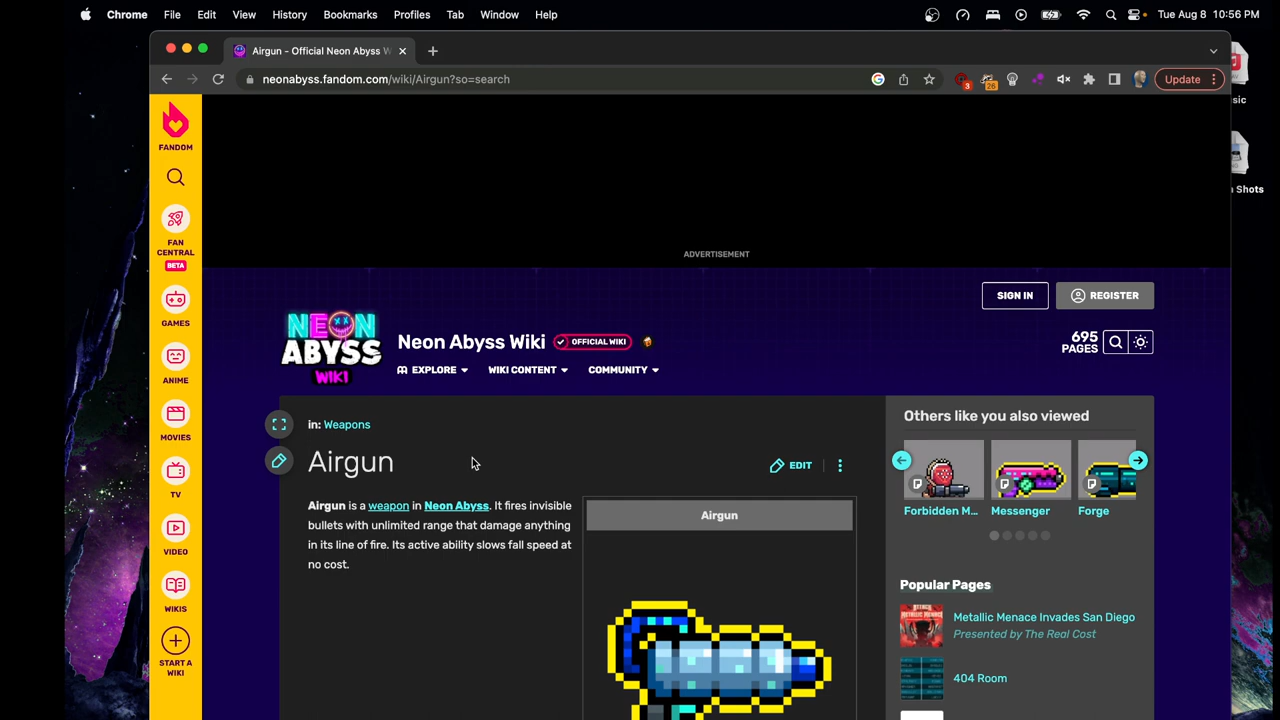 Chrome File Edit View History Bookmarks Profiles Tab Window Help Tue Aug 8 10:56 PM
Airgun - Official Neon Abyss W
neonabyss.fandom.com/wiki/Airgun?so=search 3 26 Update
sic
Shots
FANDOM
FAN CENTRAL
BETA
GAMES
ANIME
MOVIES
TV
VIDEO
WIKIS
START A WIKI
ADVERTISEMENT
SIGN IN REGISTER
NEON
ABYSS
WIKI
Neon Abyss Wiki OFFICIAL WIKI
695 PAGES
EXPLORE WIKI CONTENT COMMUNITY
in: Weapons
Airgun
EDIT
Airgun is a weapon in Neon Abyss. It fires invisible
bullets with unlimited range that damage anything
in its line of fire. Its active ability slows fall speed at
no cost.
Airgun
Others like you also viewed
Forbidden M... Messenger Forge
Popular Pages
Metallic Menace Invades San Diego
Presented by The Real Cost
404 Room